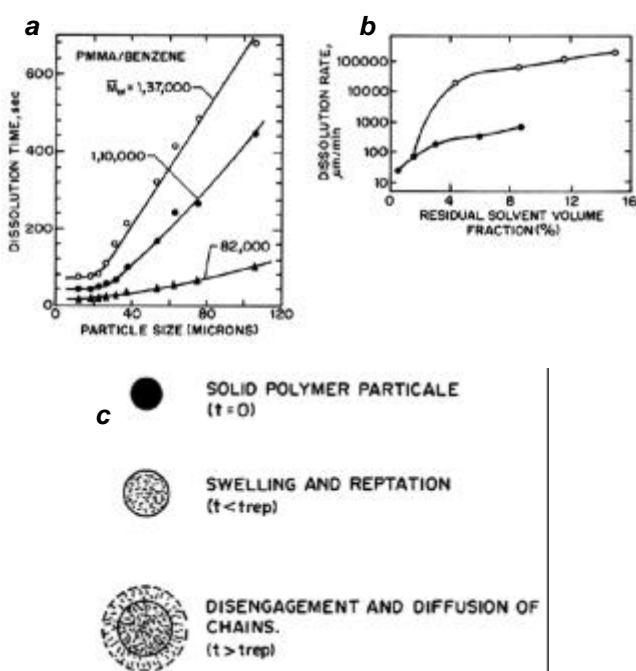 a
PMMA/BENZENE
M̅w = 1,37,000
1,10,000
82,000
DISSOLUTION TIME, sec
600
400
200
0
0
40
80
120
PARTICLE SIZE (MICRONS)
b
DISSOLUTION RATE,
μm/min
100000
10000
1000
100
10
0
4
8
12
16
RESIDUAL SOLVENT VOLUME
FRACTION (%)
c
SOLID POLYMER PARTICALE
(t=0)
SWELLING AND REPTATION
(t<trep)
DISENGAGEMENT AND DIFFUSION OF
CHAINS.
(t>trep)